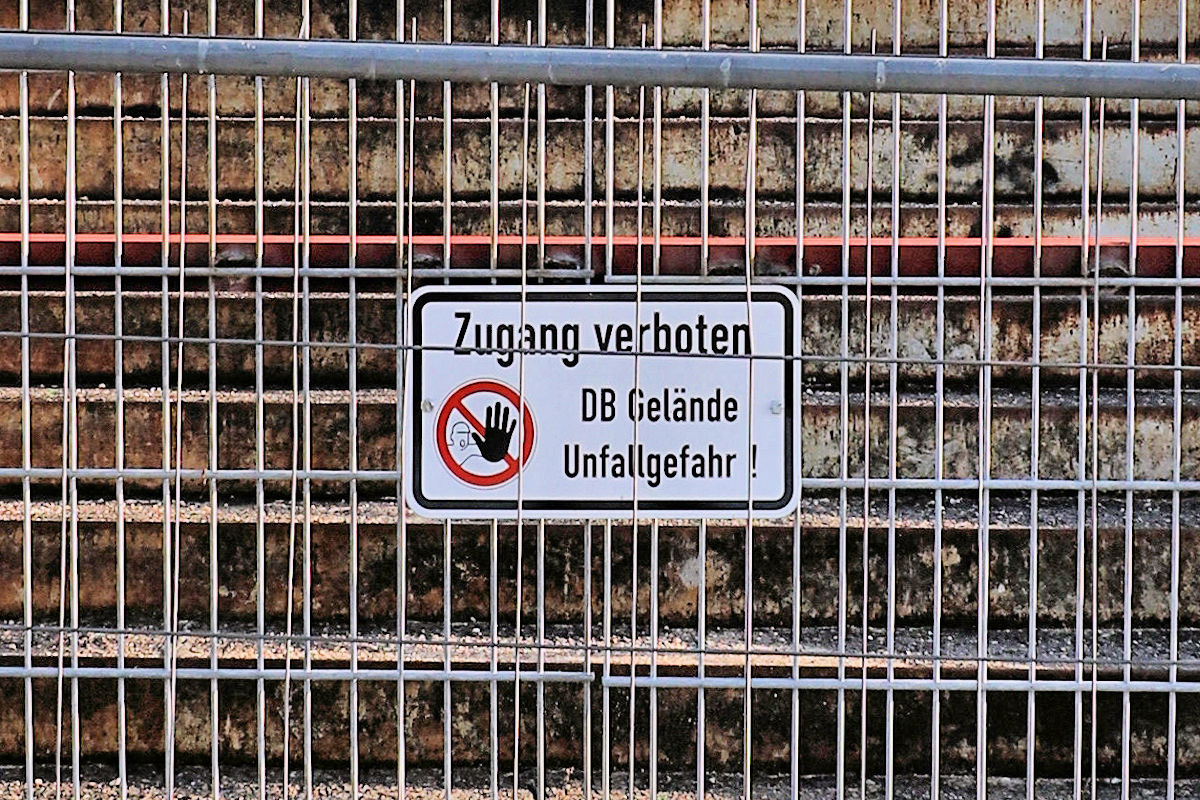 Zugang verboten
DB Gelände
Unfallgefahr !